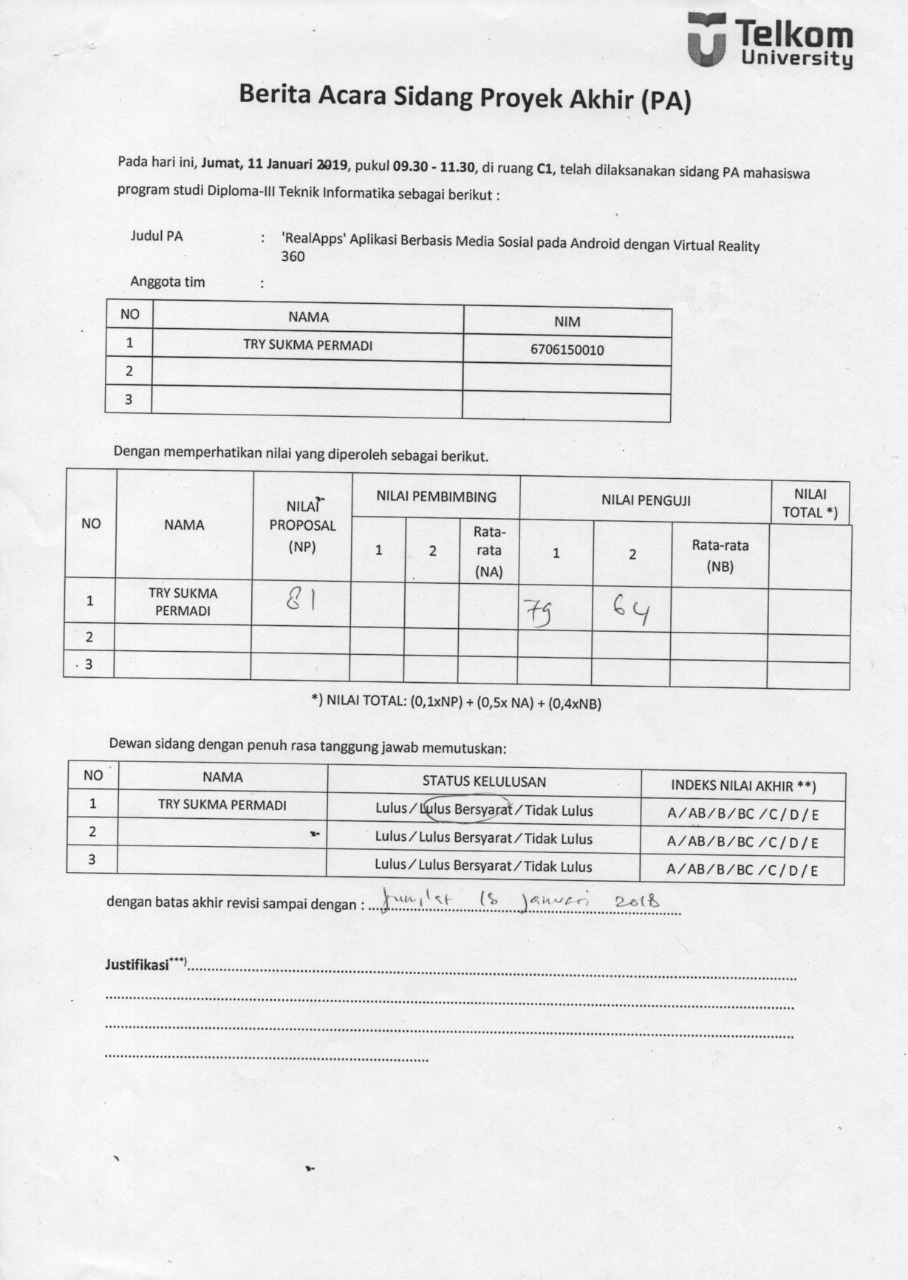 Telkom
University
Berita Acara Sidang Proyek Akhir (PA)
Pada hari ini, Jumat, 11 Januari 2019, pukul 09.30 - 11.30, di ruang C1, telah dilaksanakan sidang PA mahasiswa
program studi Diploma-III Teknik Informatika sebagai berikut :
Judul PA : 'RealApps' Aplikasi Berbasis Media Sosial pada Android dengan Virtual Reality
360
Anggota tim :
NO NAMA NIM
1 TRY SUKMA PERMADI 6706150010
2
3
Dengan memperhatikan nilai yang diperoleh sebagai berikut.
NO NAMA NILAI PROPOSAL (NP) NILAI PEMBIMBING NILAI PENGUJI NILAI TOTAL *)
1 2 Rata-rata (NA) 1 2 Rata-rata (NB)
1 TRY SUKMA PERMADI 81 79 64
2
3
*) NILAI TOTAL: (0,1xNP) + (0,5x NA) + (0,4xNB)
Dewan sidang dengan penuh rasa tanggung jawab memutuskan:
NO NAMA STATUS KELULUSAN INDEKS NILAI AKHIR **)
1 TRY SUKMA PERMADI Lulus/Lulus Bersyarat/Tidak Lulus A/AB/B/BC/C/D/E
2 Lulus/Lulus Bersyarat/Tidak Lulus A/AB/B/BC/C/D/E
3 Lulus/Lulus Bersyarat/Tidak Lulus A/AB/B/BC/C/D/E
dengan batas akhir revisi sampai dengan : Jum'at 18 Januari 2018
Justifikasi***)